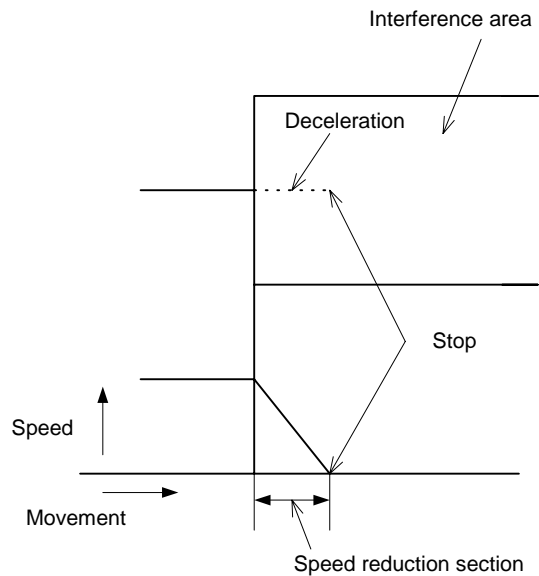 Interference area
Deceleration
Stop
Speed
Movement
Speed reduction section